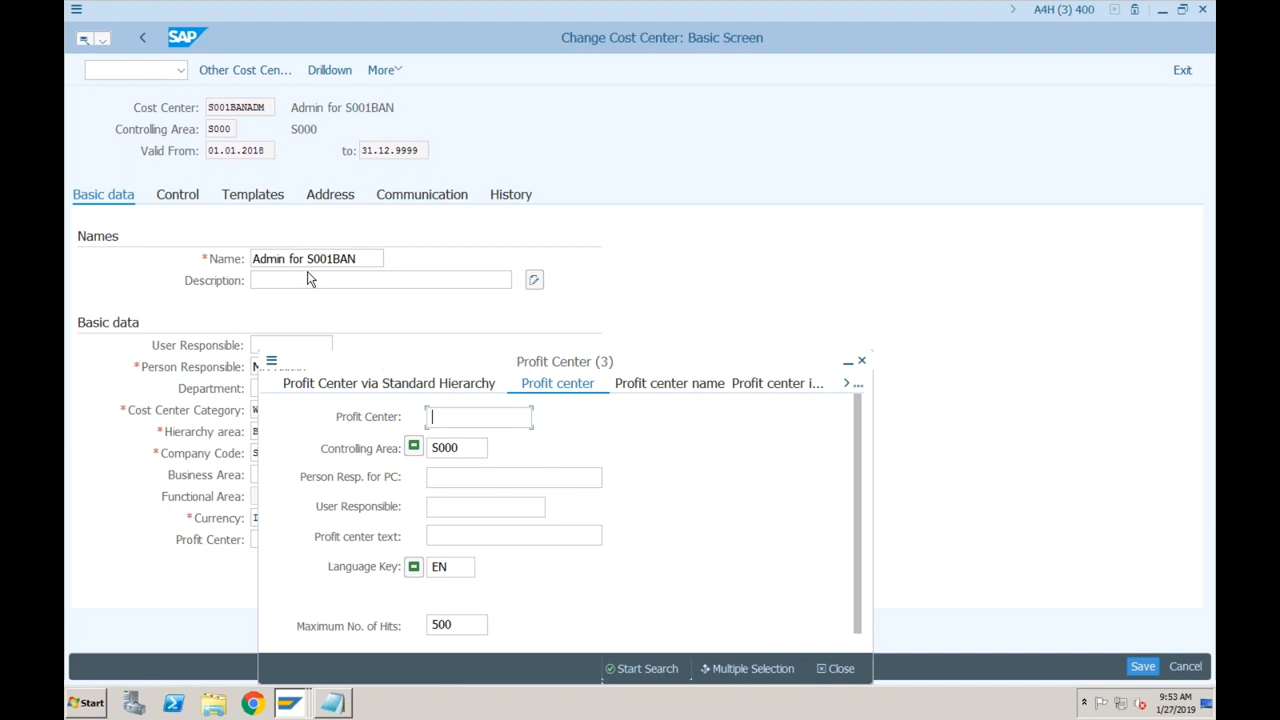 A4H (3) 400
SAP
Change Cost Center: Basic Screen
Other Cost Cen... Drilldown More Exit
Cost Center: S001BANADM Admin for S001BAN
Controlling Area: S000 S000
Valid From: 01.01.2018 to: 31.12.9999
Basic data Control Templates Address Communication History
Names
*Name: Admin for S001BAN
Description:
Basic data
User Responsible:
*Person Responsible:
Department:
*Cost Center Category:
*Hierarchy area:
*Company Code:
Business Area:
Functional Area:
*Currency:
Profit Center:
Profit Center (3)
Profit Center via Standard Hierarchy Profit center Profit center name Profit center i... ...
Profit Center:
Controlling Area: S000
Person Resp. for PC:
User Responsible:
Profit center text:
Language Key: EN
Maximum No. of Hits: 500
Start Search Multiple Selection Close
Save Cancel
Start
9:53 AM
1/27/2019